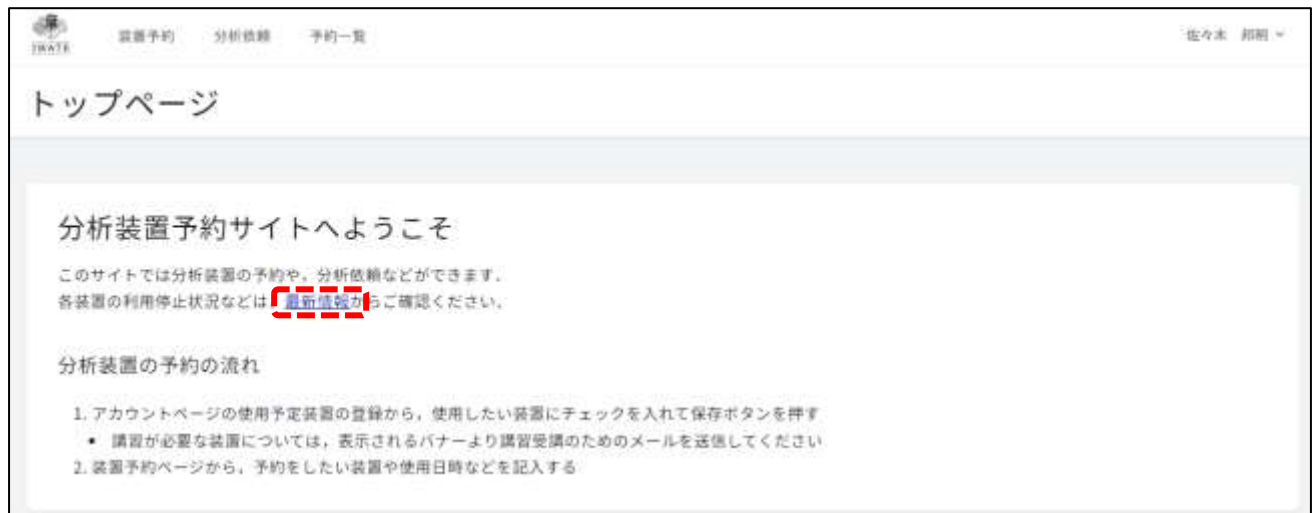 IWATE
装置予約 分析依頼 予約一覧
佐々木 邦明
トップページ
分析装置予約サイトへようこそ
このサイトでは分析装置の予約や，分析依頼などができます．
各装置の利用停止状況などは，最新情報からご確認ください．
分析装置の予約の流れ
1. アカウントページの使用予定装置の登録から，使用したい装置にチェックを入れて保存ボタンを押す
• 講習が必要な装置については，表示されるバナーより講習受講のためのメールを送信してください
2. 装置予約ページから，予約をしたい装置や使用日時などを記入する